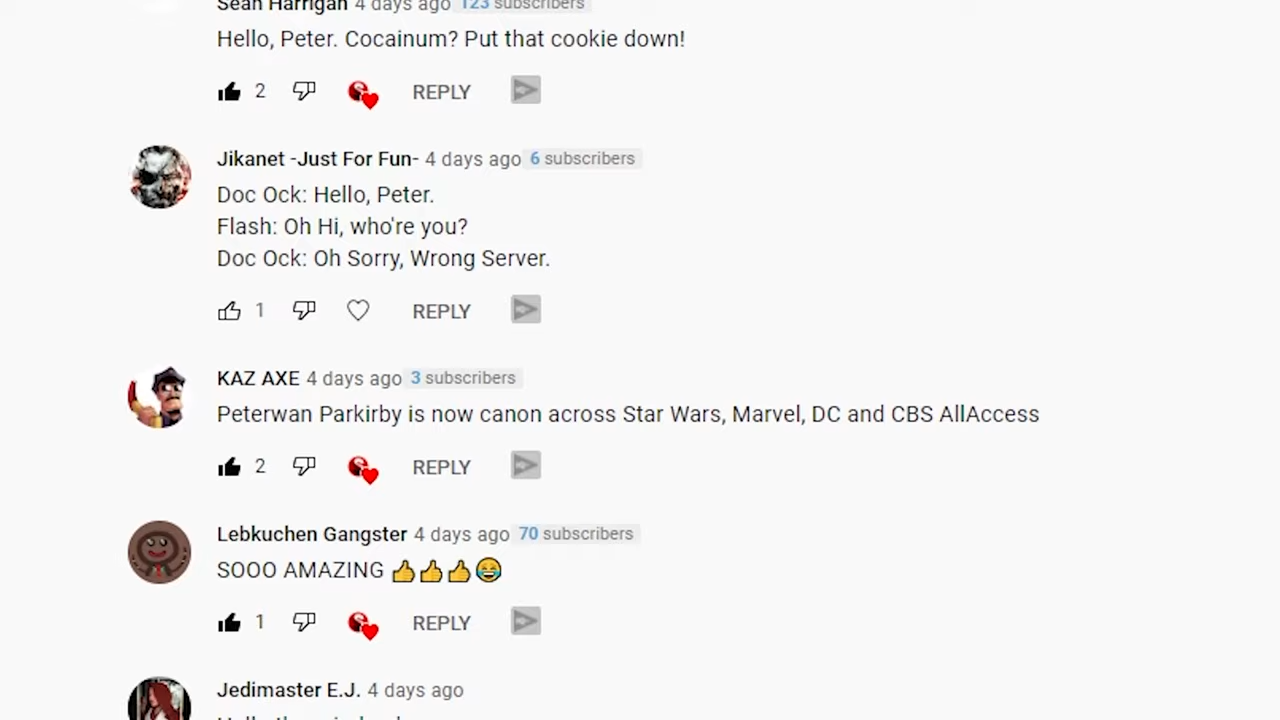 Sean Harrigan 4 days ago 123 subscribers
Hello, Peter. Cocainum? Put that cookie down!
2 REPLY
Jikanet -Just For Fun- 4 days ago 6 subscribers
Doc Ock: Hello, Peter.
Flash: Oh Hi, who're you?
Doc Ock: Oh Sorry, Wrong Server.
1 REPLY
KAZ AXE 4 days ago 3 subscribers
Peterwan Parkirby is now canon across Star Wars, Marvel, DC and CBS AllAccess
2 REPLY
Lebkuchen Gangster 4 days ago 70 subscribers
SOOO AMAZING 👍👍👍😂
1 REPLY
Jedimaster E.J. 4 days ago